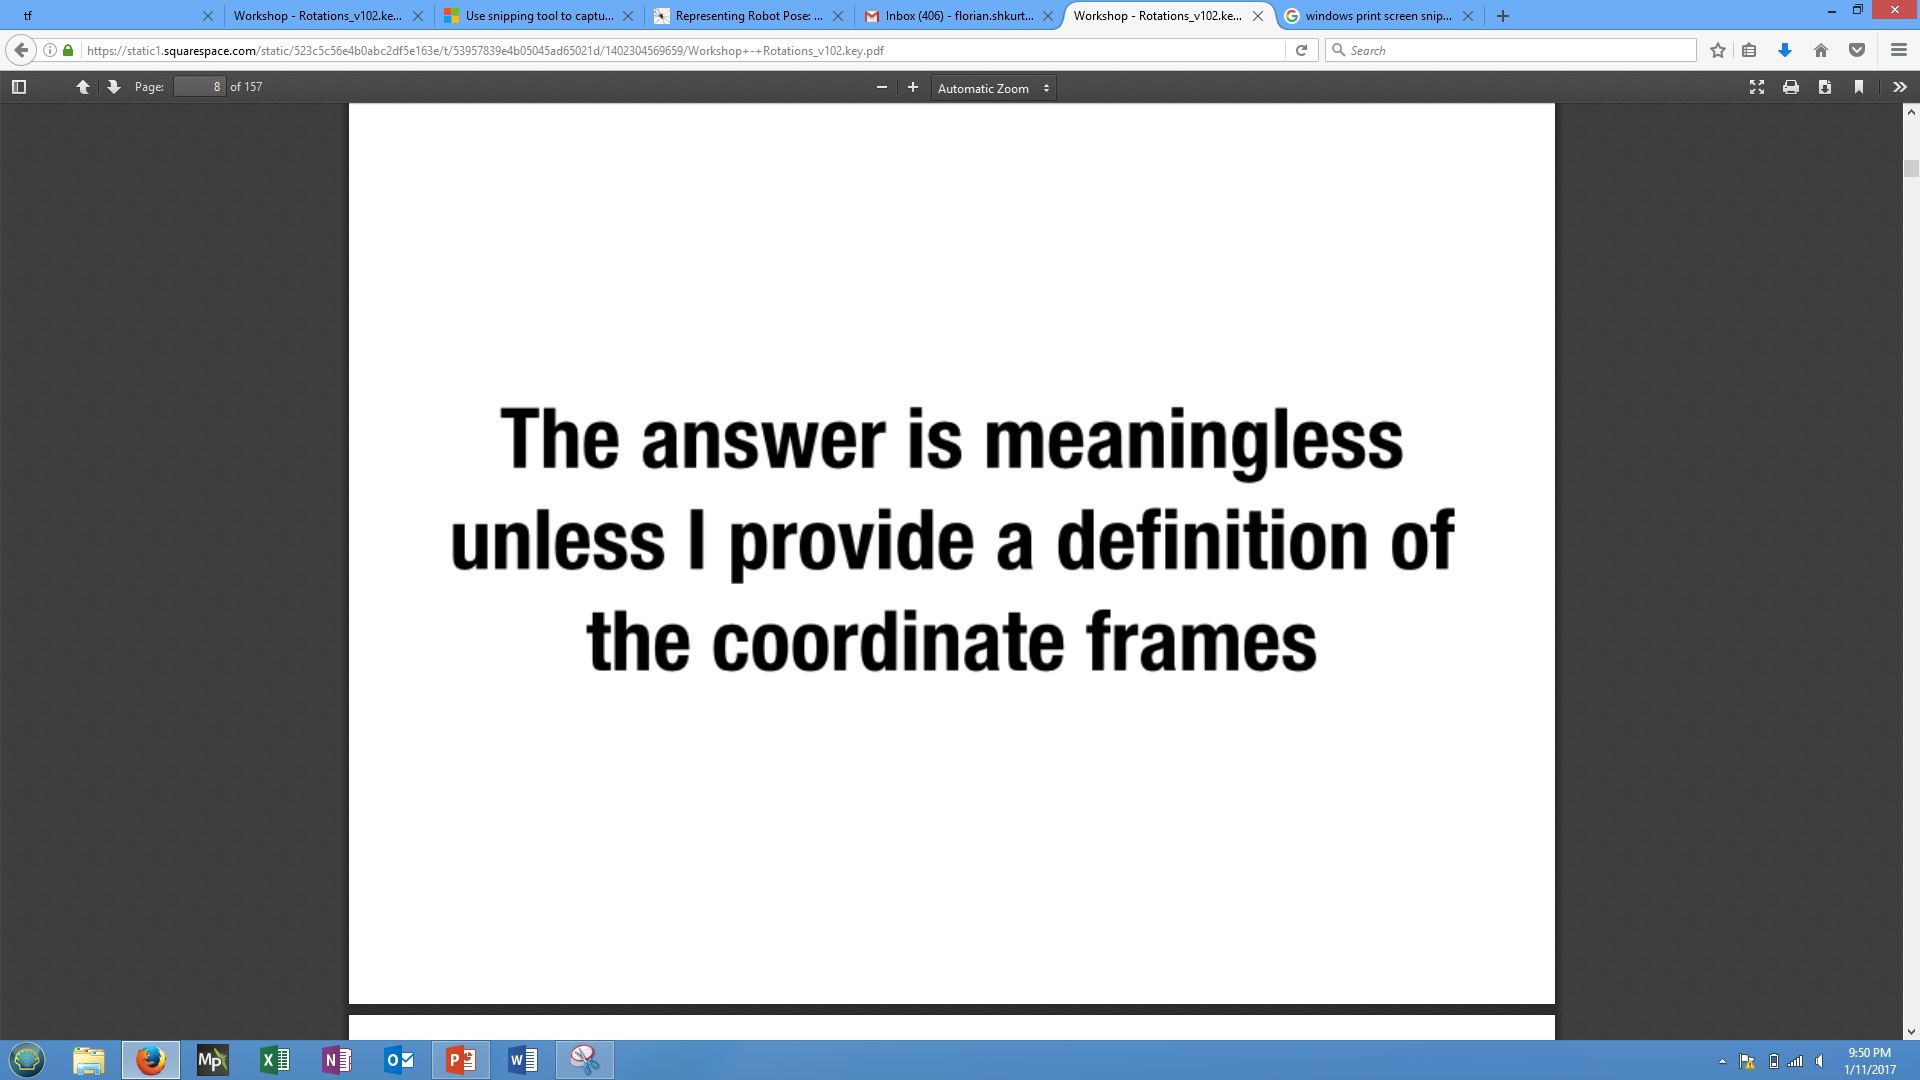 tf
Workshop - Rotations_v102.ke...
Use snipping tool to captu...
Representing Robot Pose: ...
Inbox (406) - florian.shkurt...
Workshop - Rotations_v102.ke...
windows print screen snip...
https://static1.squarespace.com/static/523c5c56e4b0abc2df5e163e/t/53957839e4b05045ad65021d/1402304569659/Workshop+-+Rotations_v102.key.pdf
Search
Page: 8 of 157
Automatic Zoom
The answer is meaningless
unless I provide a definition of
the coordinate frames
Mp
X
N
O
P
W
9:50 PM
1/11/2017